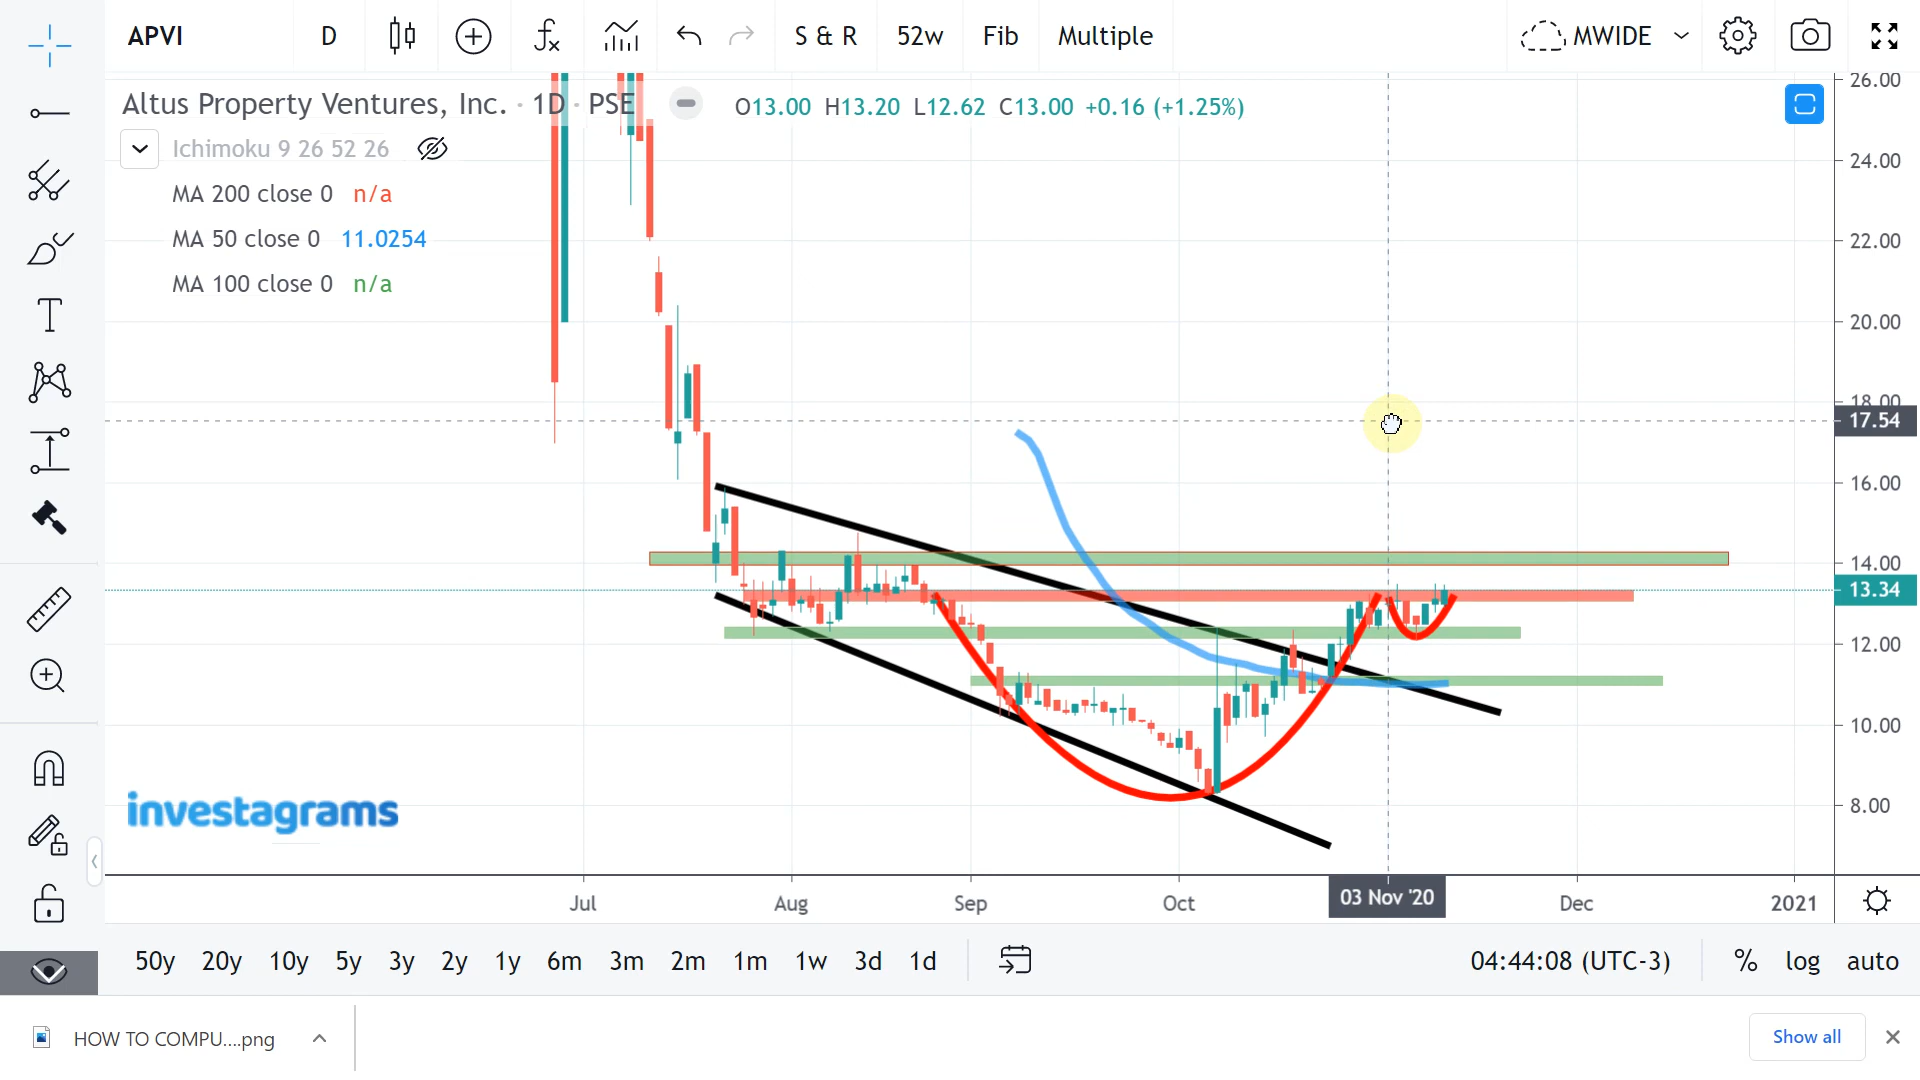 APVI D S & R 52w Fib Multiple MWIDE
Altus Property Ventures, Inc. · 1D · PSE O13.00 H13.20 L12.62 C13.00 +0.16 (+1.25%)
Ichimoku 9 26 52 26
MA 200 close 0 n/a
MA 50 close 0 11.0254
MA 100 close 0 n/a
26.00
24.00
22.00
20.00
18.00
17.54
16.00
14.00
13.34
12.00
10.00
8.00
investagrams
Jul Aug Sep Oct 03 Nov '20 Dec 2021
50y 20y 10y 5y 3y 2y 1y 6m 3m 2m 1m 1w 3d 1d 04:44:08 (UTC-3) % log auto
HOW TO COMPU....png Show all